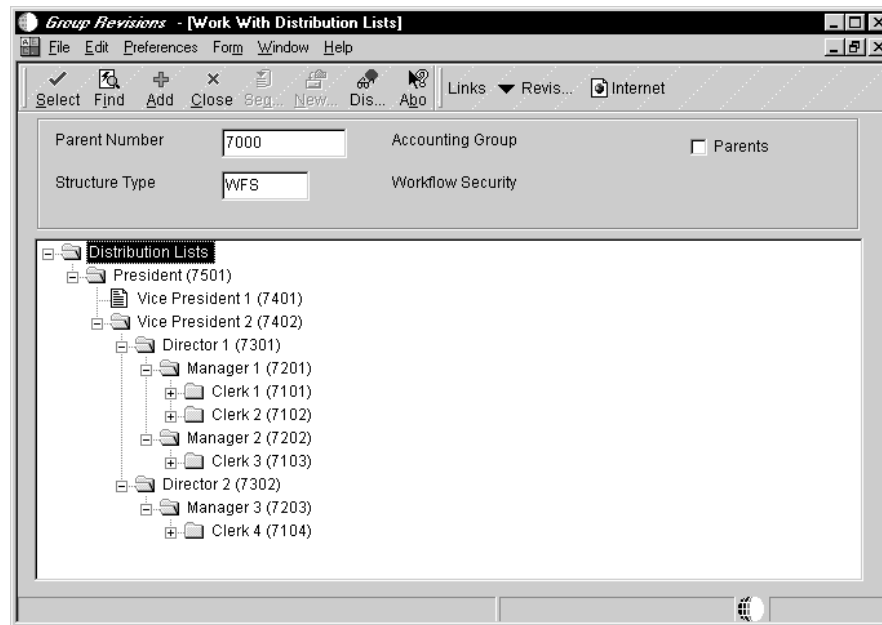 Group Revisions - [Work With Distribution Lists]
File Edit Preferences Form Window Help
Select Find Add Close Seq... New... Dis... Abo Links Revis... Internet
Parent Number 7000 Accounting Group Parents
Structure Type WFS Workflow Security
Distribution Lists
President (7501)
Vice President 1 (7401)
Vice President 2 (7402)
Director 1 (7301)
Manager 1 (7201)
Clerk 1 (7101)
Clerk 2 (7102)
Manager 2 (7202)
Clerk 3 (7103)
Director 2 (7302)
Manager 3 (7203)
Clerk 4 (7104)